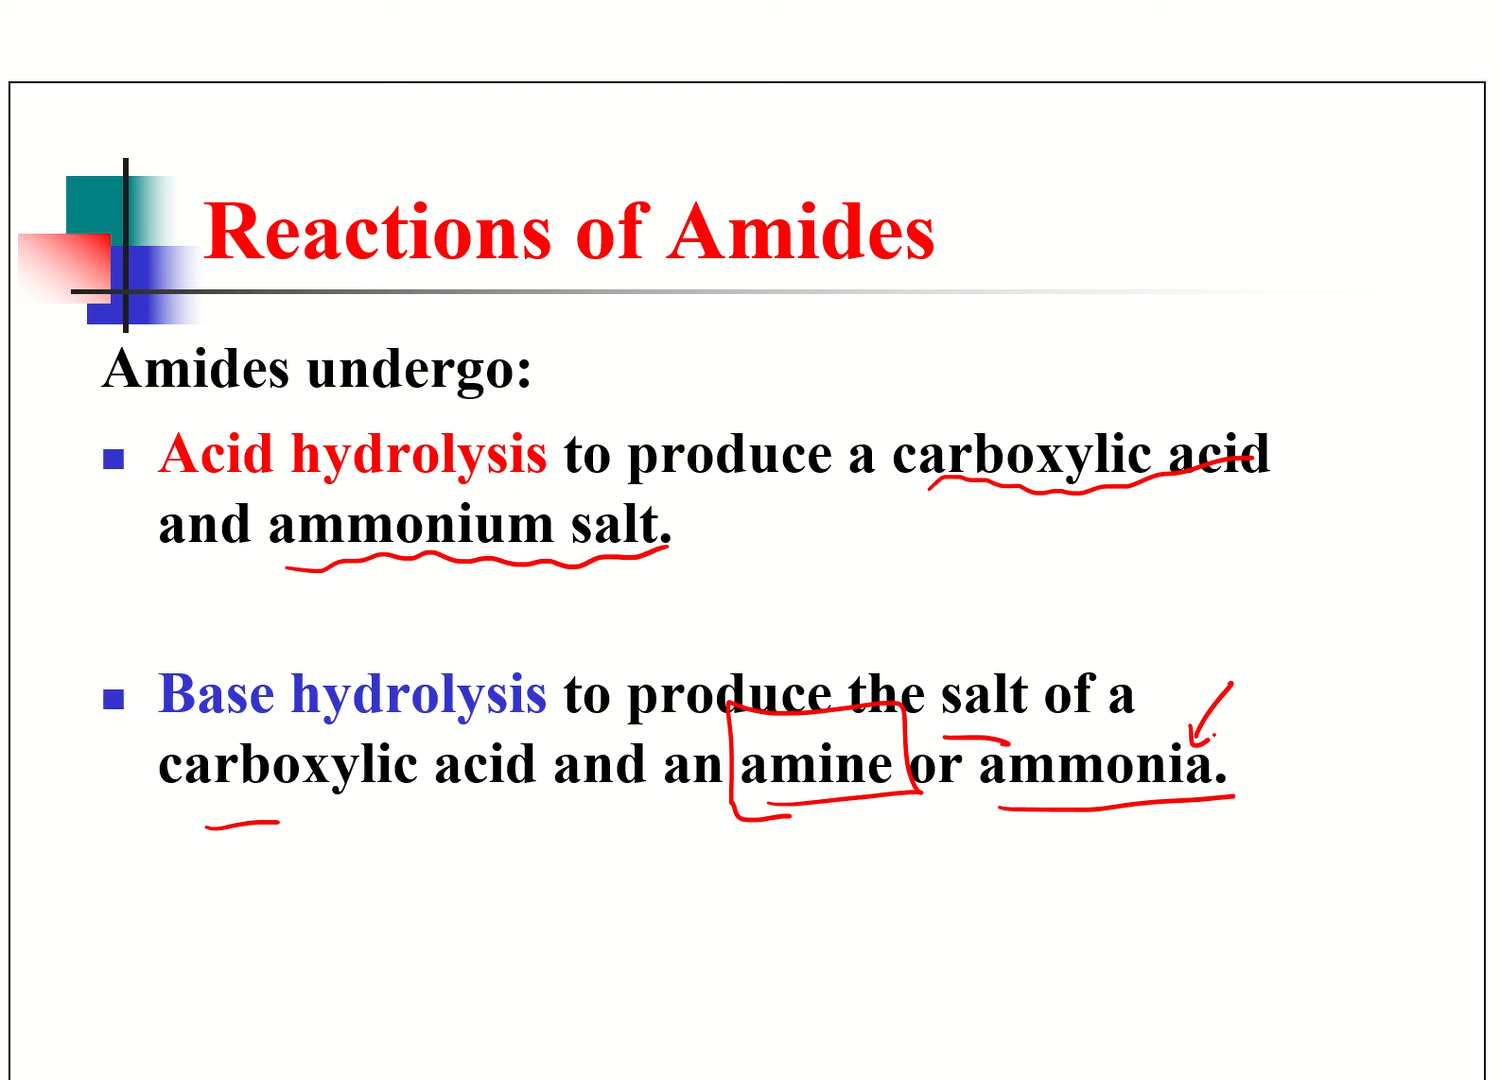 Reactions of Amides
Amides undergo:
Acid hydrolysis to produce a carboxylic acid
and ammonium salt.
Base hydrolysis to produce the salt of a
carboxylic acid and an amine or ammonia.